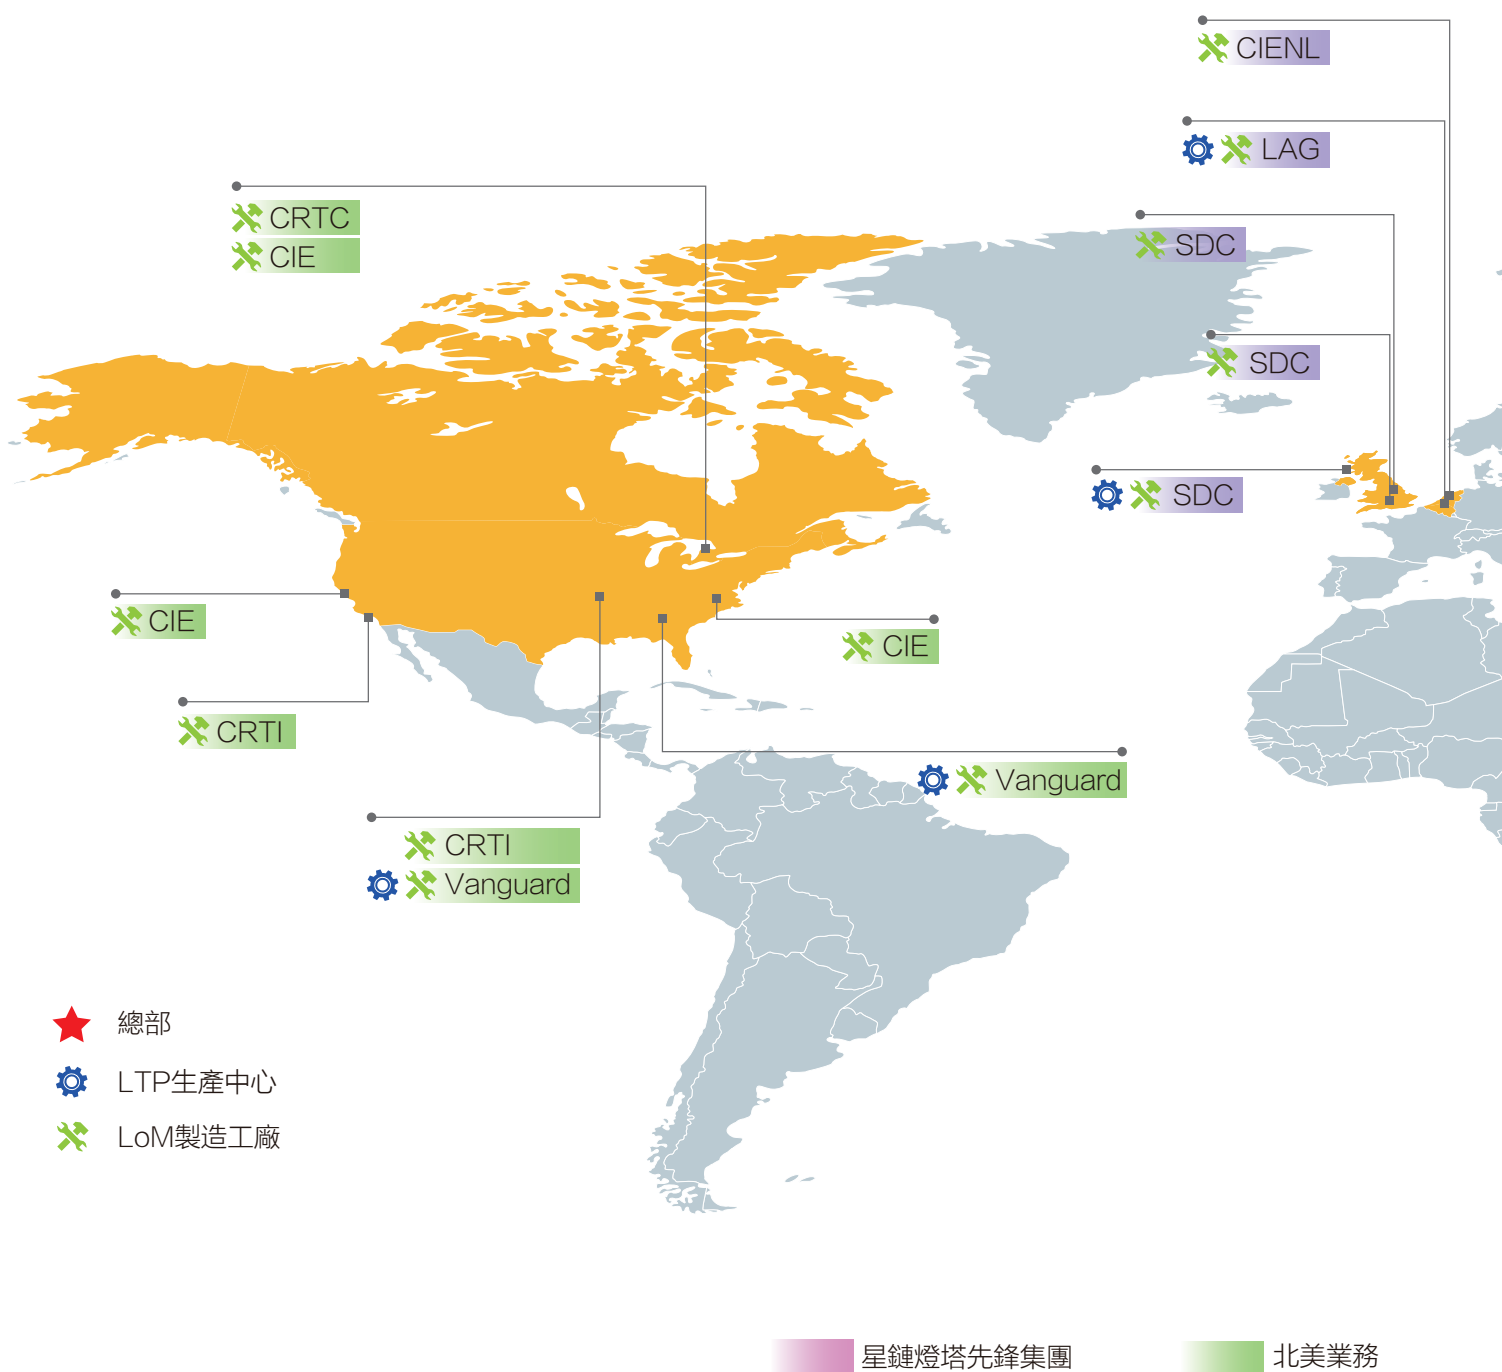 CIENL
LAG
CRTC
CIE
SDC
SDC
SDC
CIE
CIE
CRTI
Vanguard
CRTI
Vanguard
總部
LTP生產中心
LoM製造工廠
星鏈燈塔先鋒集團
北美業務